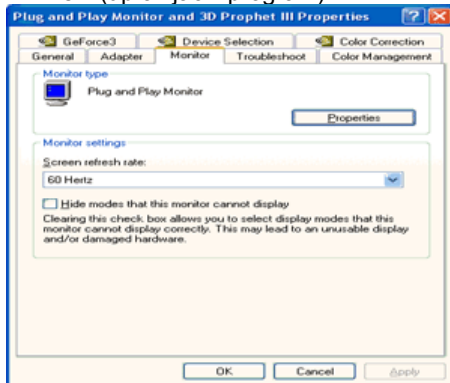 Plug and Play Monitor and 3D Prophet III Properties
GeForce3 Device Selection Color Correction
General Adapter Monitor Troubleshoot Color Management
Monitor type
Plug and Play Monitor
Properties
Monitor settings
Screen refresh rate:
60 Hertz
Hide modes that this monitor cannot display
Clearing this check box allows you to select display modes that this
monitor cannot display correctly. This may lead to an unusable display
and/or damaged hardware.
OK Cancel Apply